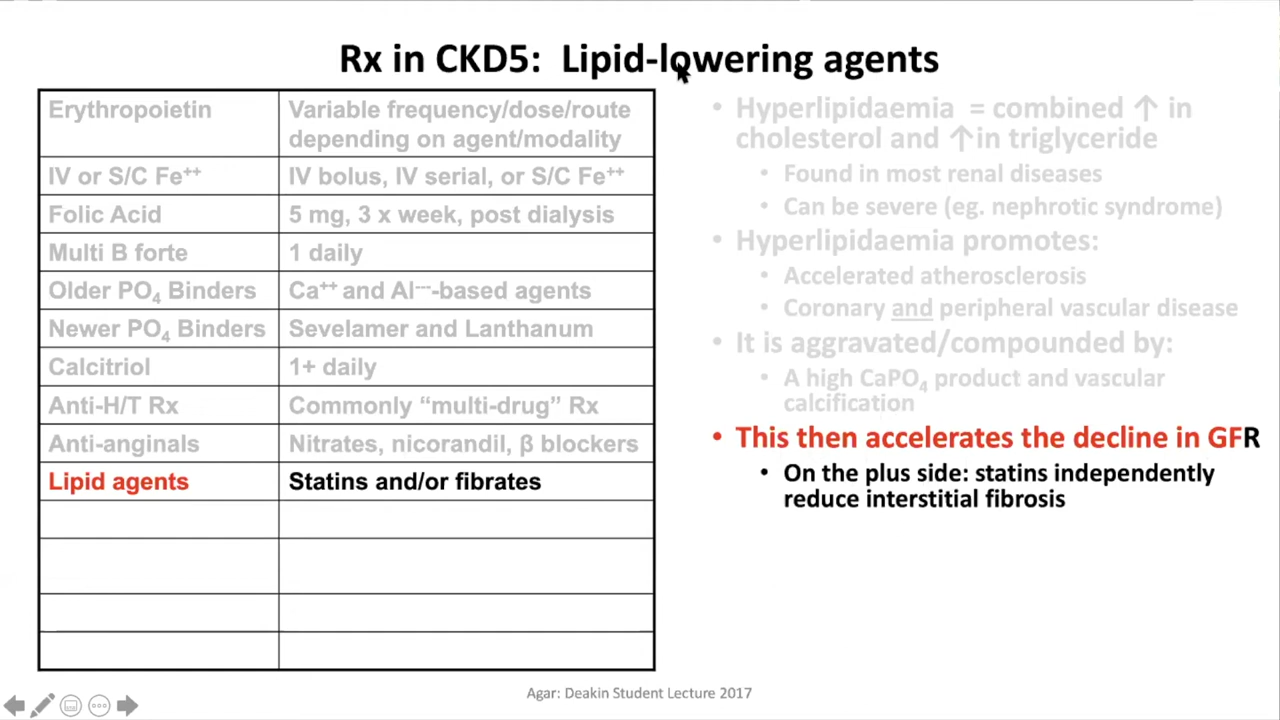 Rx in CKD5: Lipid-lowering agents
Erythropoietin
Variable frequency/dose/route
depending on agent/modality
IV or S/C Fe⁺⁺
IV bolus, IV serial, or S/C Fe⁺⁺
Folic Acid
5 mg, 3 x week, post dialysis
Multi B forte
1 daily
Older PO₄ Binders
Ca⁺⁺ and Al⁻⁻⁻-based agents
Newer PO₄ Binders
Sevelamer and Lanthanum
Calcitriol
1+ daily
Anti-H/T Rx
Commonly “multi-drug” Rx
Anti-anginals
Nitrates, nicorandil, β blockers
Lipid agents
Statins and/or fibrates
• Hyperlipidaemia = combined ↑ in
cholesterol and ↑in triglyceride
• Found in most renal diseases
• Can be severe (eg. nephrotic syndrome)
• Hyperlipidaemia promotes:
• Accelerated atherosclerosis
• Coronary and peripheral vascular disease
• It is aggravated/compounded by:
• A high CaPO₄ product and vascular
calcification
• This then accelerates the decline in GFR
• On the plus side: statins independently
reduce interstitial fibrosis
Agar: Deakin Student Lecture 2017